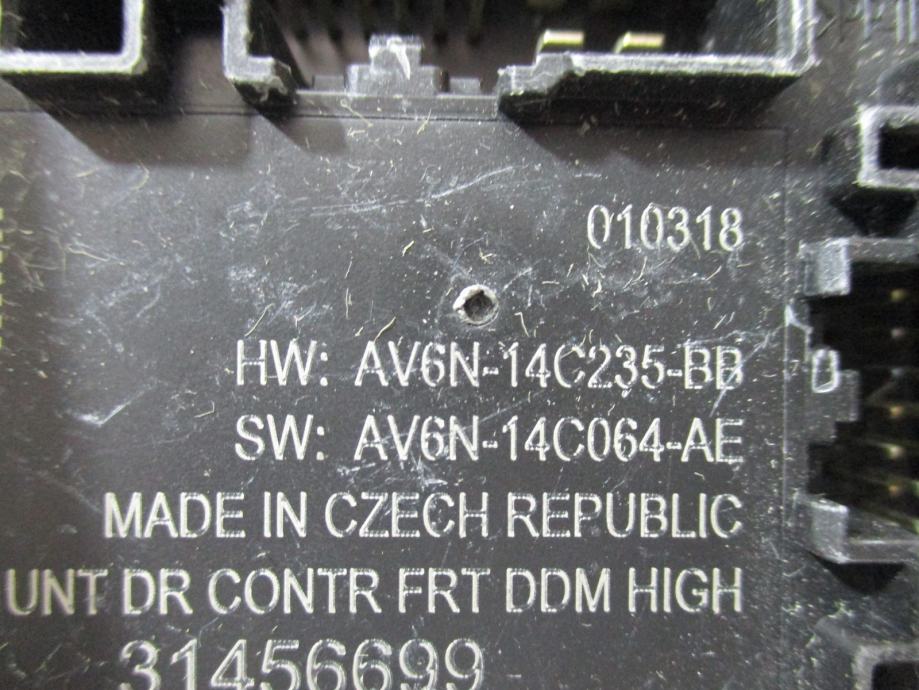 010318
HW: AV6N-14C235-BB
SW: AV6N-14C064-AE
MADE IN CZECH REPUBLIC
UNT DR CONTR FRT DDM HIGH
31456699